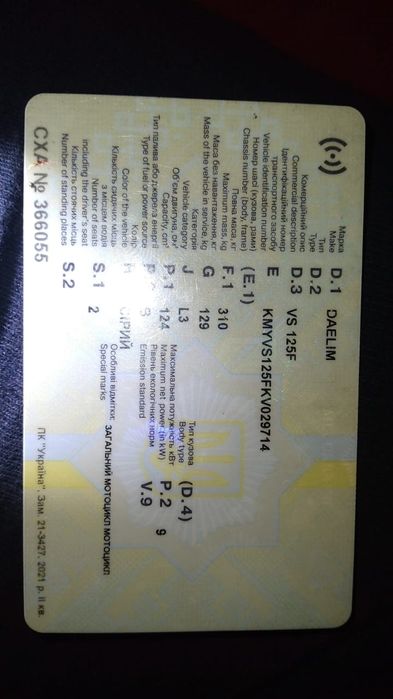 Марка
Make D.1 DAELIM
Тип
Type D.2
Комерційний опис
Commercial description D.3 VS 125F
Ідентифікаційний номер
транспортного засобу
Vehicle identification number E KMYVS125FKV029714
Номер шасі (кузова, рами)
Chassis number (body, frame) (E.1)
Повна маса, кг
Maximum mass, kg F.1 310
Маса без навантаження, кг
Mass of the vehicle in service, kg G 129
Категорія
Vehicle category J L3
Тип кузова
Body type (D.4)
Об'єм двигуна, см³
Capacity, cm³ P.1 124
Максимальна потужність кВт
Maximum net power (in kW) P.2 9
Тип палива або джерело енергії
Type of fuel or power source
Рівень екологічних норм
Emission standard V.9
Колір
Color of the vehicle СІРИЙ
Кількість сидячих місць
з місцем водія
Number of seats
including the driver's seat S.1 2
Особливі відмітки: ЗАГАЛЬНИЙ МОТОЦИКЛ МОТОЦИКЛ
Special marks
Кількість стоячих місць
Number of standing places S.2
СХА № 366055
ПК "Україна". Зам. 21-3427. 2021 р. ІІ кв.